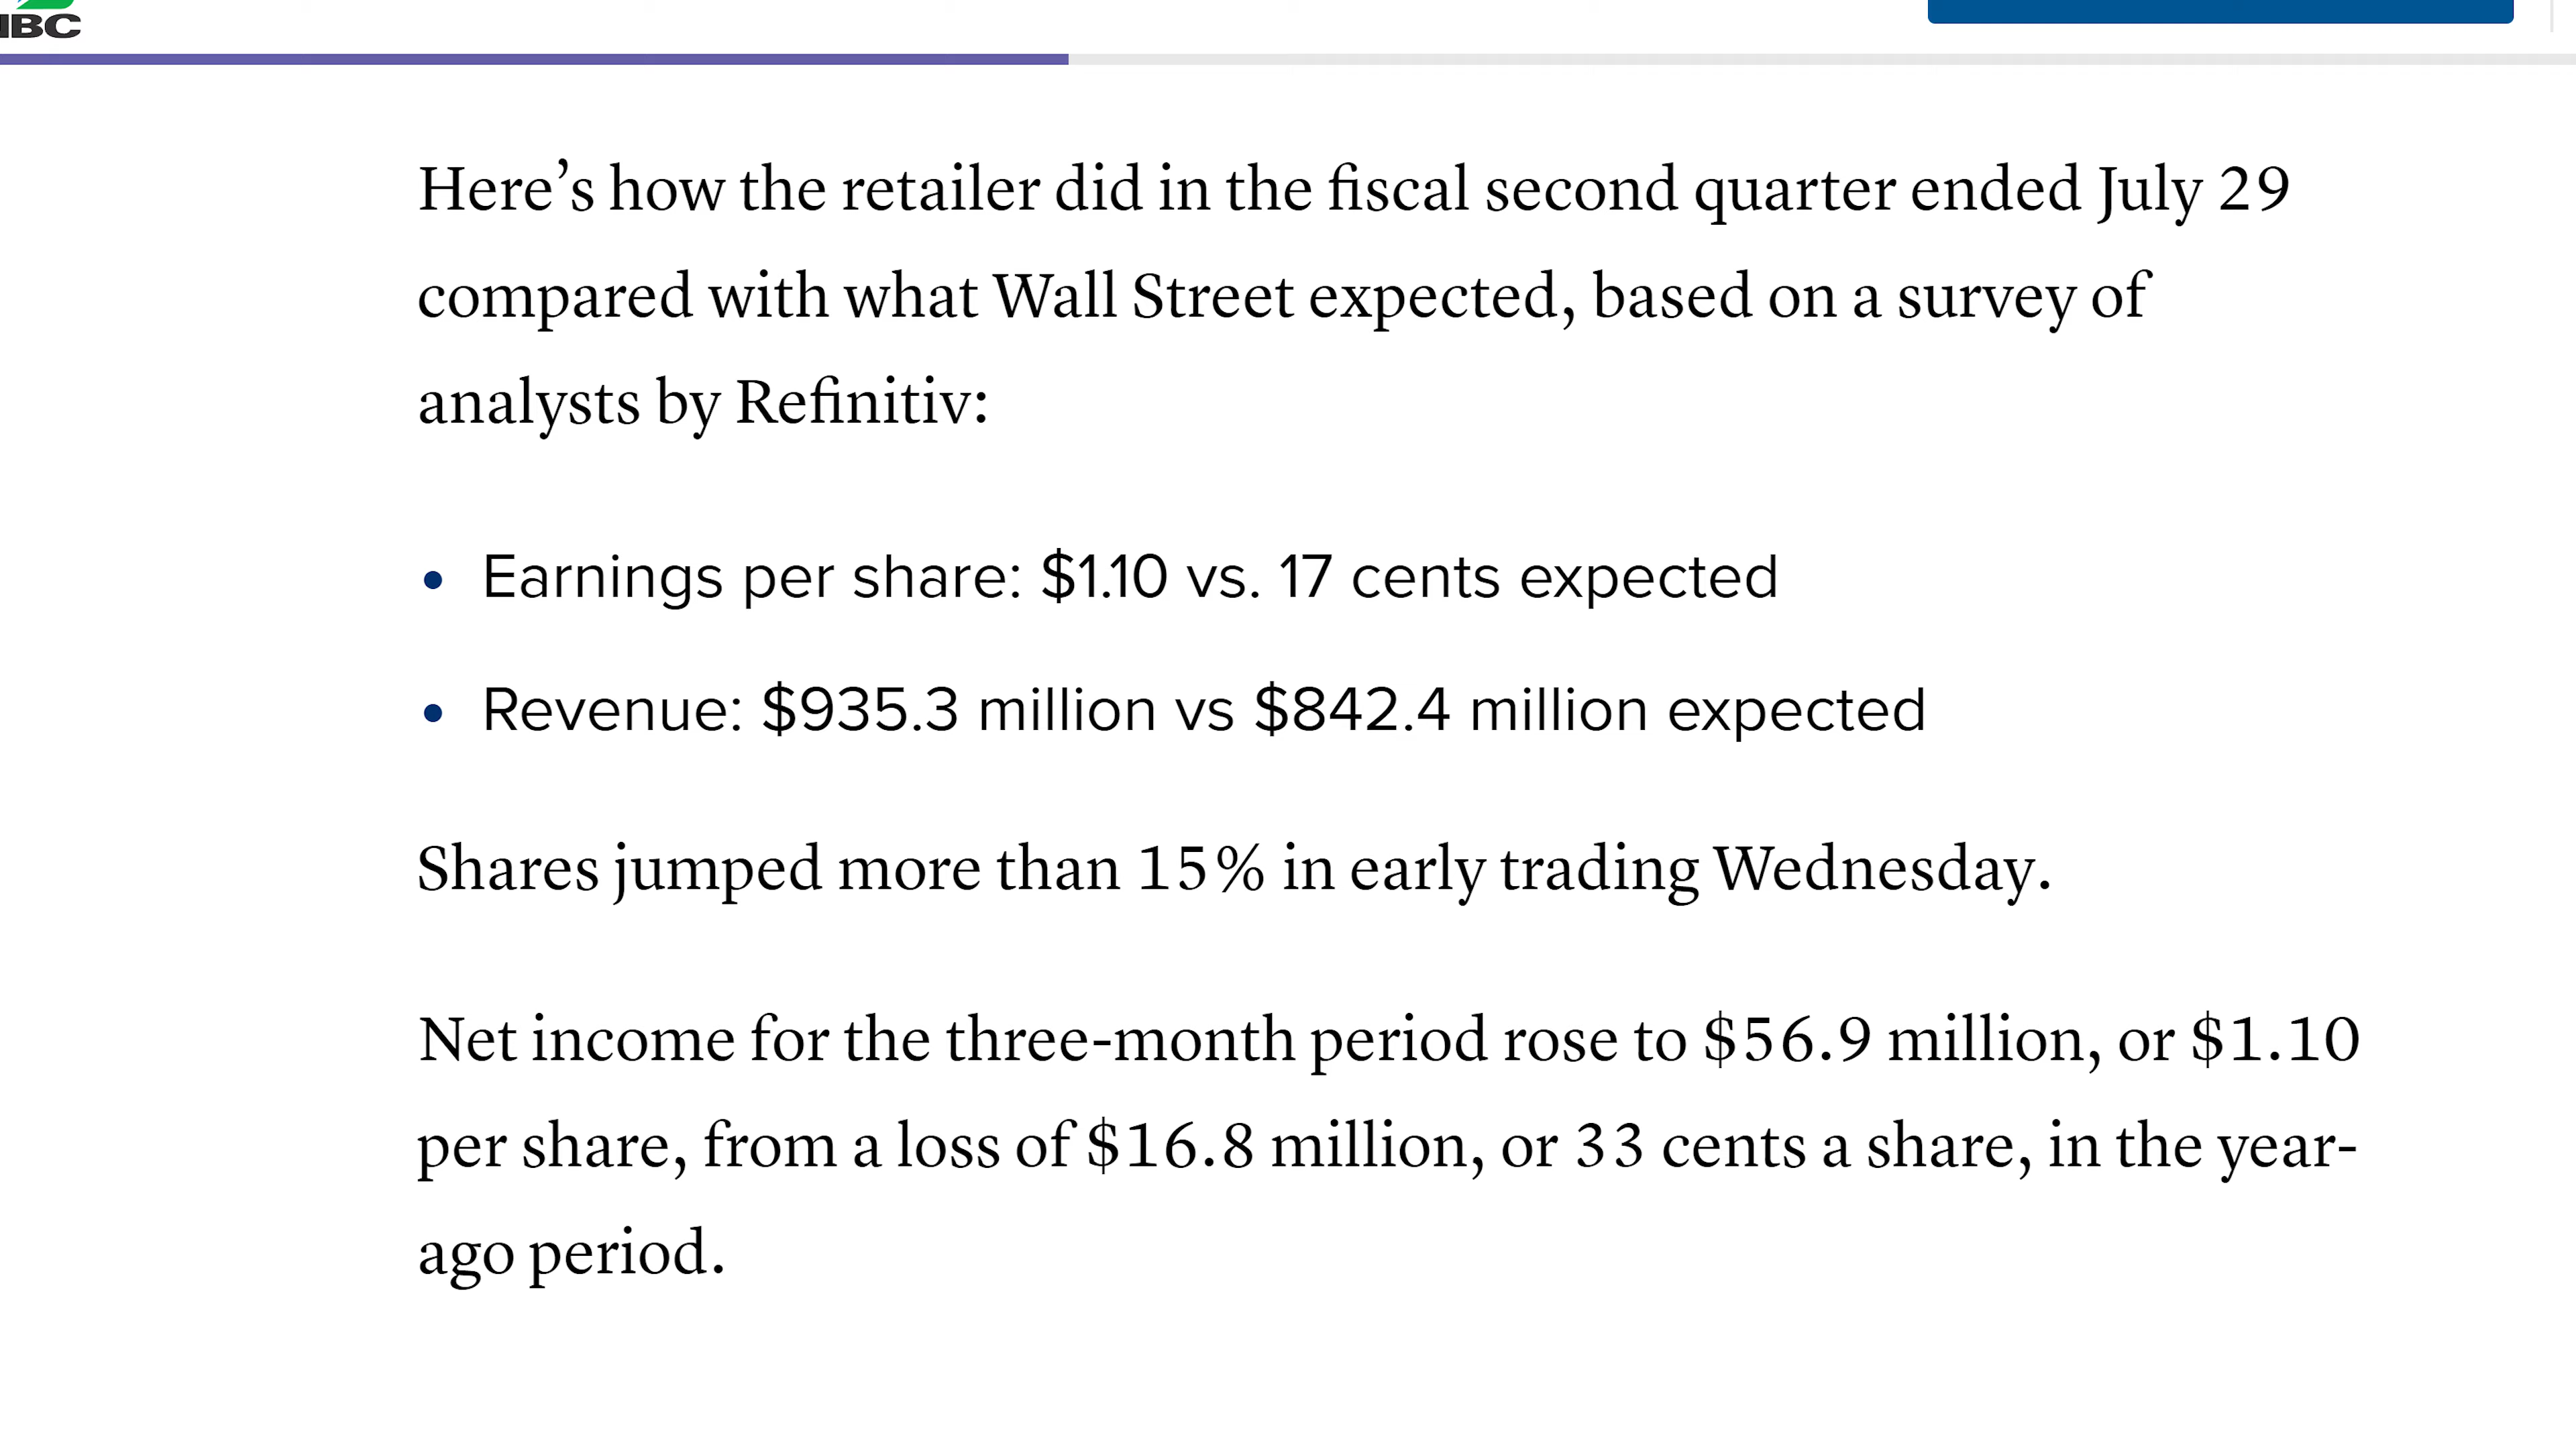 NBC
Here’s how the retailer did in the fiscal second quarter ended July 29
compared with what Wall Street expected, based on a survey of
analysts by Refinitiv:
• Earnings per share: $1.10 vs. 17 cents expected
• Revenue: $935.3 million vs $842.4 million expected
Shares jumped more than 15% in early trading Wednesday.
Net income for the three-month period rose to $56.9 million, or $1.10
per share, from a loss of $16.8 million, or 33 cents a share, in the year-
ago period.